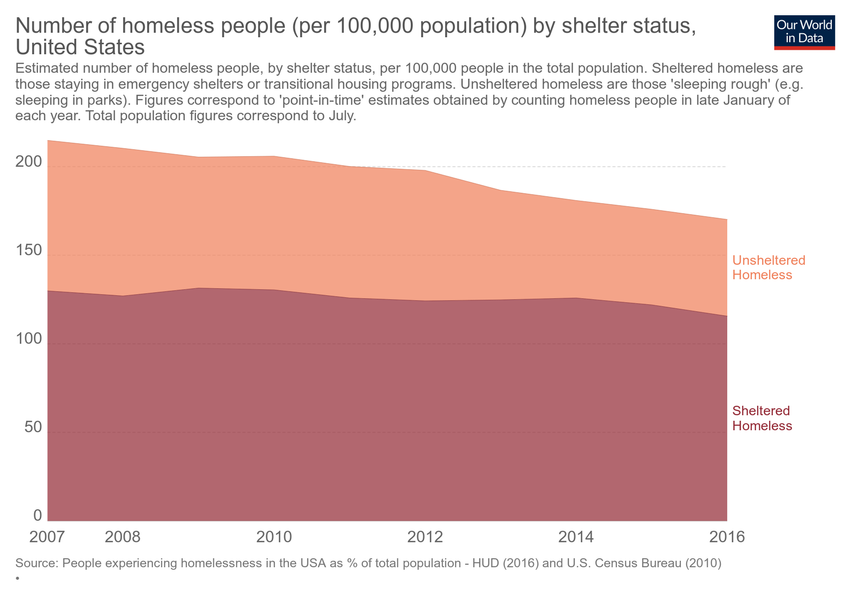 Number of homeless people (per 100,000 population) by shelter status,
United States
Our World
in Data
Estimated number of homeless people, by shelter status, per 100,000 people in the total population. Sheltered homeless are
those staying in emergency shelters or transitional housing programs. Unsheltered homeless are those 'sleeping rough' (e.g.
sleeping in parks). Figures correspond to 'point-in-time' estimates obtained by counting homeless people in late January of
each year. Total population figures correspond to July.
200
150
100
50
0
Unsheltered
Homeless
Sheltered
Homeless
2007 2008 2010 2012 2014 2016
Source: People experiencing homelessness in the USA as % of total population - HUD (2016) and U.S. Census Bureau (2010)
•